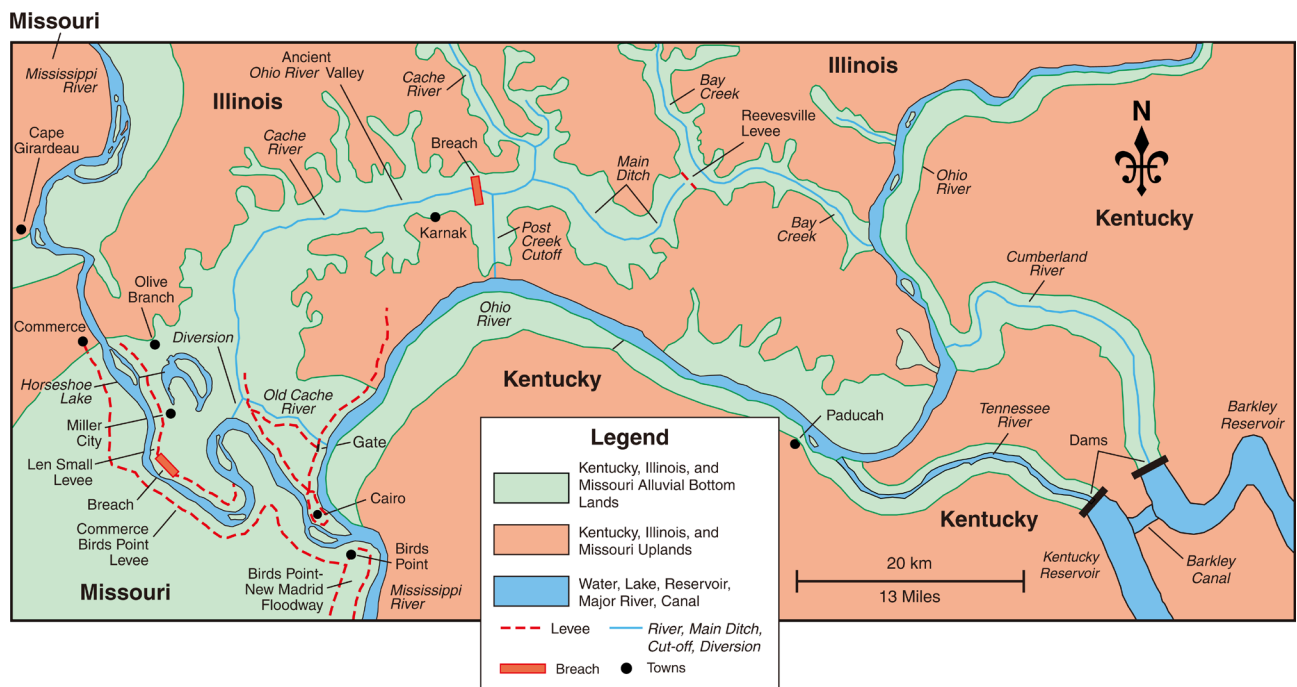 Missouri
Mississippi
River
Cape
Girardeau
Illinois
Ancient
Ohio River Valley
Cache
River
Cache
River
Breach
Karnak
Bay
Creek
Reevesville
Levee
Main
Ditch
Post
Creek
Cutoff
Bay
Creek
Illinois
Ohio
River
N
Kentucky
Cumberland
River
Olive
Branch
Commerce
Diversion
Horseshoe
Lake
Miller
City
Len Small
Levee
Breach
Commerce
Birds Point
Levee
Missouri
Old Cache
River
Gate
Cairo
Birds
Point
Birds Point-
New Madrid
Floodway
Mississippi
River
Ohio
River
Kentucky
Paducah
Tennessee
River
Dams
Barkley
Reservoir
Kentucky
Kentucky
Reservoir
Barkley
Canal
20 km
13 Miles
Legend
Kentucky, Illinois, and
Missouri Alluvial Bottom
Lands
Kentucky, Illinois, and
Missouri Uplands
Water, Lake, Reservoir,
Major River, Canal
Levee
River, Main Ditch,
Cut-off, Diversion
Breach
Towns